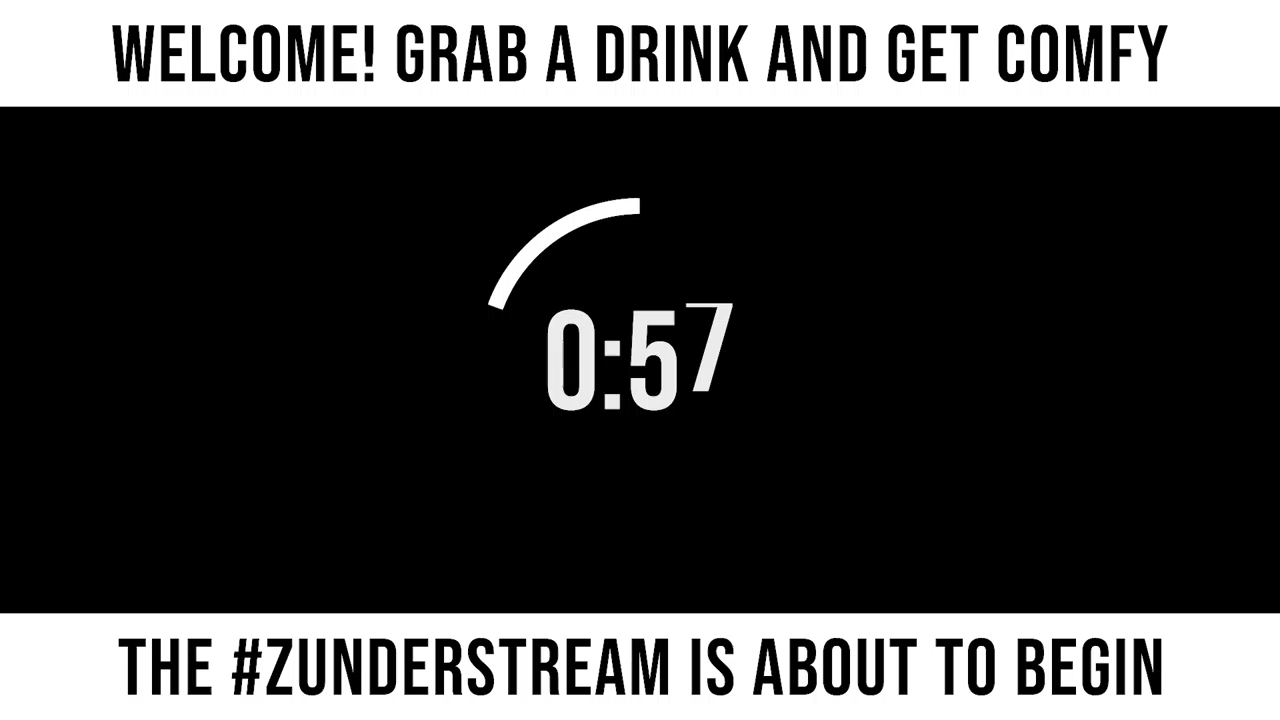 WELCOME! GRAB A DRINK AND GET COMFY
0:57
THE #ZUNDERSTREAM IS ABOUT TO BEGIN